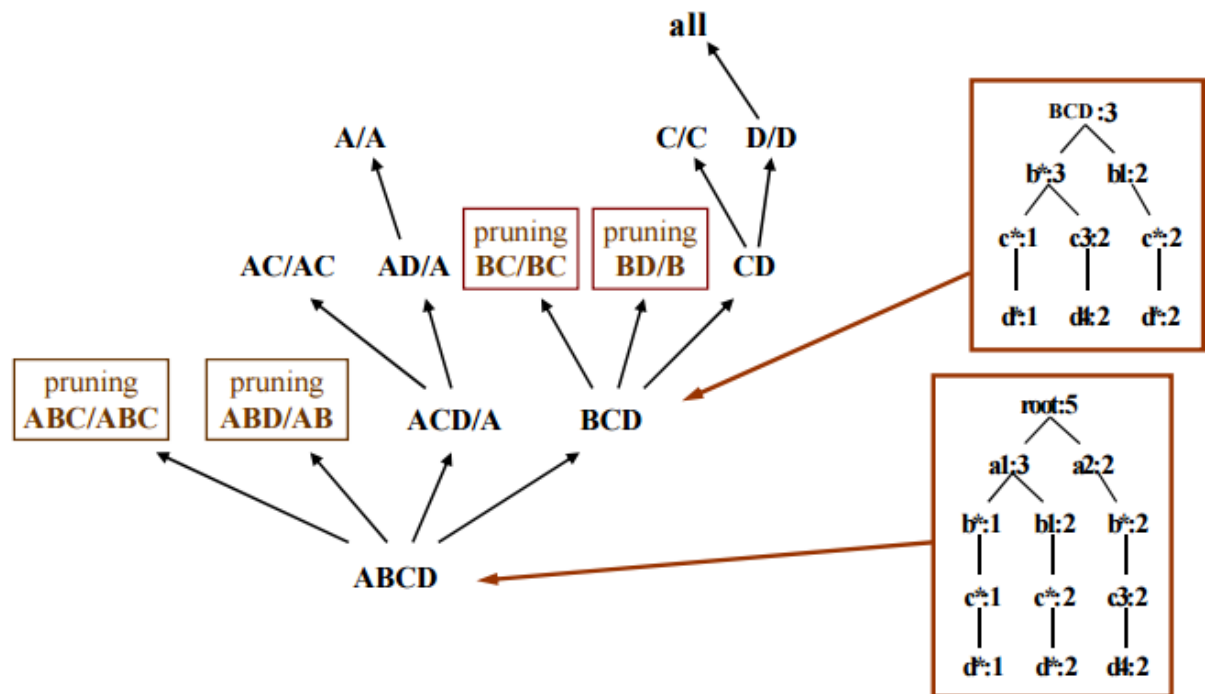 all
A/A
C/C D/D
pruning
BC/BC
pruning
BD/B
AC/AC AD/A CD
pruning
ABC/ABC
pruning
ABD/AB
ACD/A BCD
ABCD
BCD :3
b*:3 b1:2
c*:1 c3:2 c*:2
d*:1 d4:2 d*:2
root:5
a1:3 a2:2
b*:1 b1:2 b*:2
c*:1 c*:2 c3:2
d*:1 d*:2 d4:2